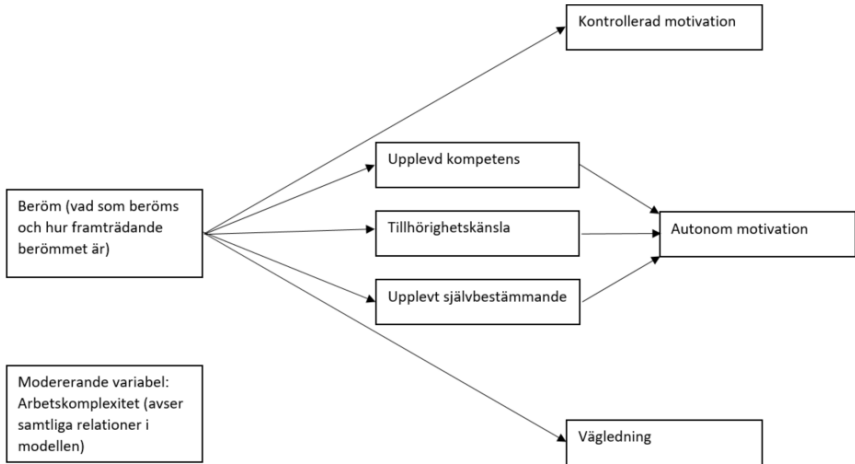 Kontrollerad motivation
Upplevd kompetens
Beröm (vad som beröms
och hur framträdande
berömmet är)
Tillhörighetskänsla
Autonom motivation
Upplevt självbestämmande
Modererande variabel:
Arbetskomplexitet (avser
samtliga relationer i
modellen)
Vägledning